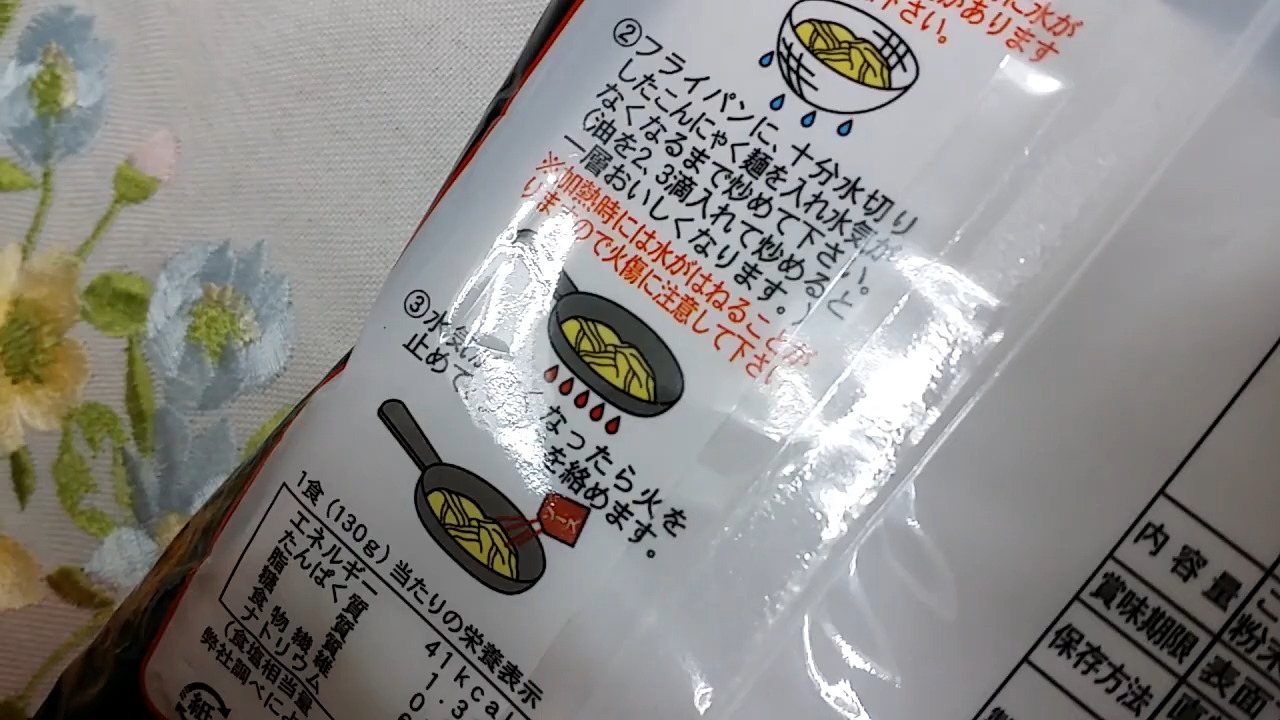 に水が
があります
下さい。
②フライパンに、十分水切り
したこんにゃく麺を入れ水気が
なくなるまで炒めて下さい。
(油を2、3滴入れて炒めると
一層おいしくなります。)
※加熱時には水がはねることが
りますので火傷に注意して下さい
③水気が なったら火を
止めて を絡めます。
ソース
1食(130g)当たりの栄養表示
エネルギー 41kcal
たんぱく質 1.3
脂 質 0.
糖 質
食物繊維
ナトリウム
(食塩相当量
弊社調べによ
紙
内容量
賞味期限
保存方法
粉末
表面